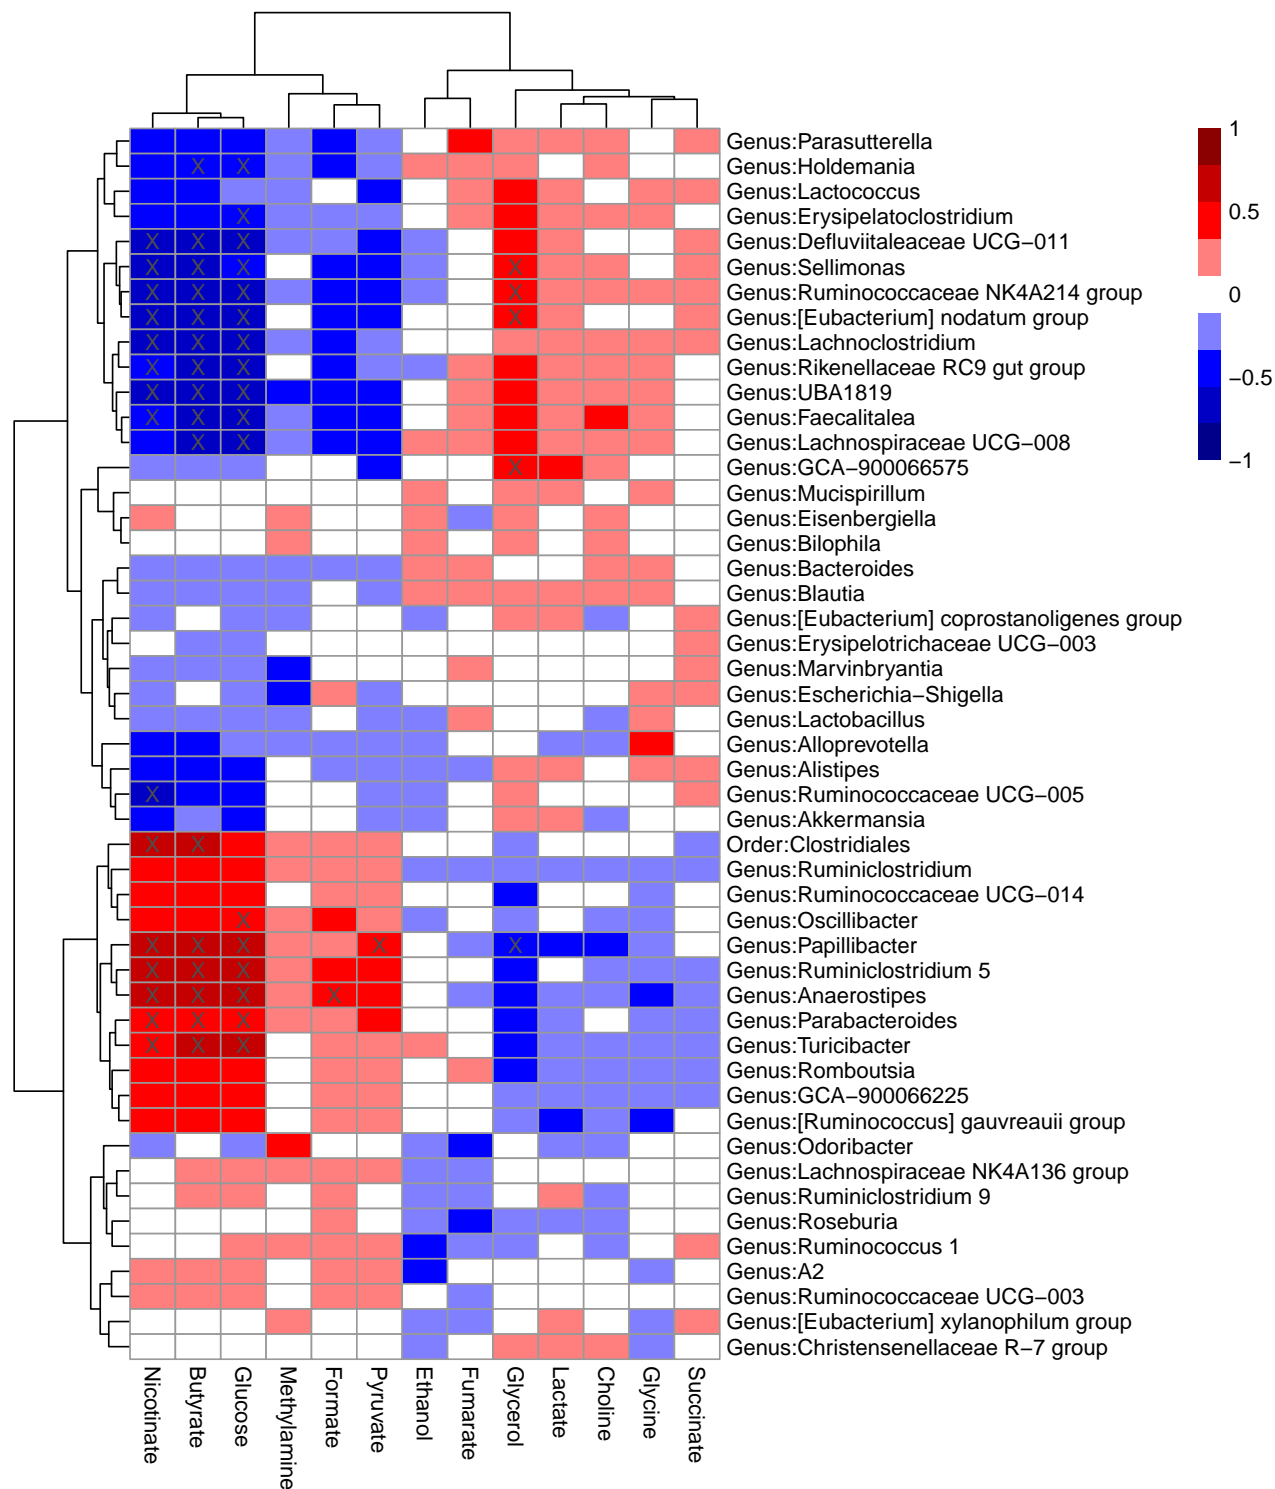 Genus:Parasutterella
X X Genus:Holdemania
Genus:Lactococcus
X Genus:Erysipelatoclostridium
X X X Genus:Defluviitaleaceae UCG−011
X X X X Genus:Sellimonas
X X X X Genus:Ruminococcaceae NK4A214 group
X X X X Genus:[Eubacterium] nodatum group
X X X Genus:Lachnoclostridium
X X X Genus:Rikenellaceae RC9 gut group
X X X Genus:UBA1819
X X X Genus:Faecalitalea
X X Genus:Lachnospiraceae UCG−008
X Genus:GCA−900066575
Genus:Mucispirillum
Genus:Eisenbergiella
Genus:Bilophila
Genus:Bacteroides
Genus:Blautia
Genus:[Eubacterium] coprostanoligenes group
Genus:Erysipelotrichaceae UCG−003
Genus:Marvinbryantia
Genus:Escherichia−Shigella
Genus:Lactobacillus
Genus:Alloprevotella
Genus:Alistipes
X Genus:Ruminococcaceae UCG−005
Genus:Akkermansia
X X Order:Clostridiales
Genus:Ruminiclostridium
Genus:Ruminococcaceae UCG−014
X Genus:Oscillibacter
X X X X X Genus:Papillibacter
X X X Genus:Ruminiclostridium 5
X X X X Genus:Anaerostipes
X X X Genus:Parabacteroides
X X X Genus:Turicibacter
Genus:Romboutsia
Genus:GCA−900066225
Genus:[Ruminococcus] gauvreauii group
Genus:Odoribacter
Genus:Lachnospiraceae NK4A136 group
Genus:Ruminiclostridium 9
Genus:Roseburia
Genus:Ruminococcus 1
Genus:A2
Genus:Ruminococcaceae UCG−003
Genus:[Eubacterium] xylanophilum group
Genus:Christensenellaceae R−7 group
Nicotinate
Butyrate
Glucose
Methylamine
Formate
Pyruvate
Ethanol
Fumarate
Glycerol
Lactate
Choline
Glycine
Succinate
1
0.5
0
−0.5
−1